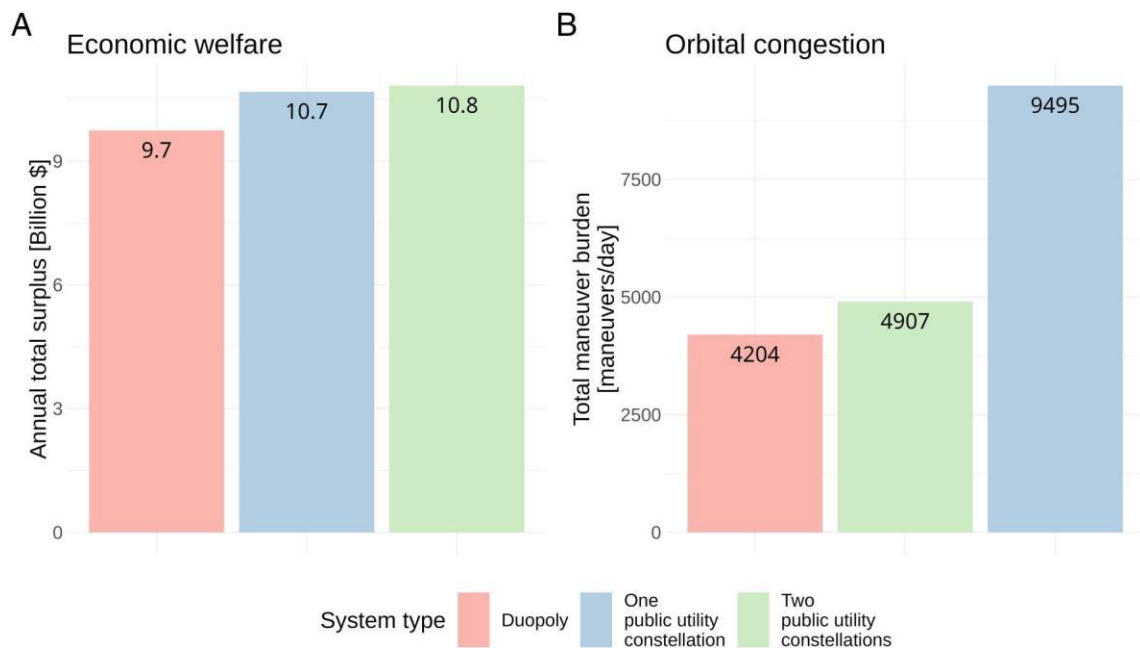 A
Economic welfare
Annual total surplus [Billion $]
9
6
3
0
9.7
10.7
10.8
B
Orbital congestion
Total maneuver burden
[maneuvers/day]
7500
5000
2500
0
4204
4907
9495
System type
Duopoly
One
public utility
constellation
Two
public utility
constellations